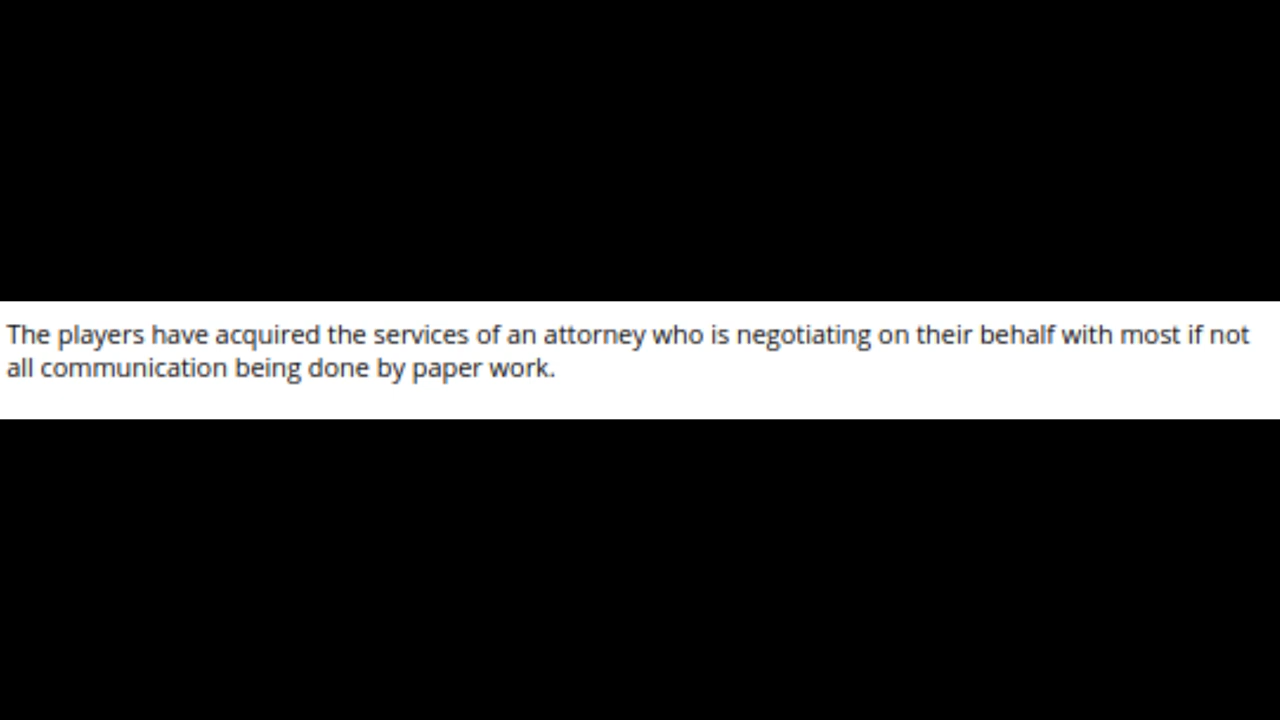 The players have acquired the services of an attorney who is negotiating on their behalf with most if not
all communication being done by paper work.